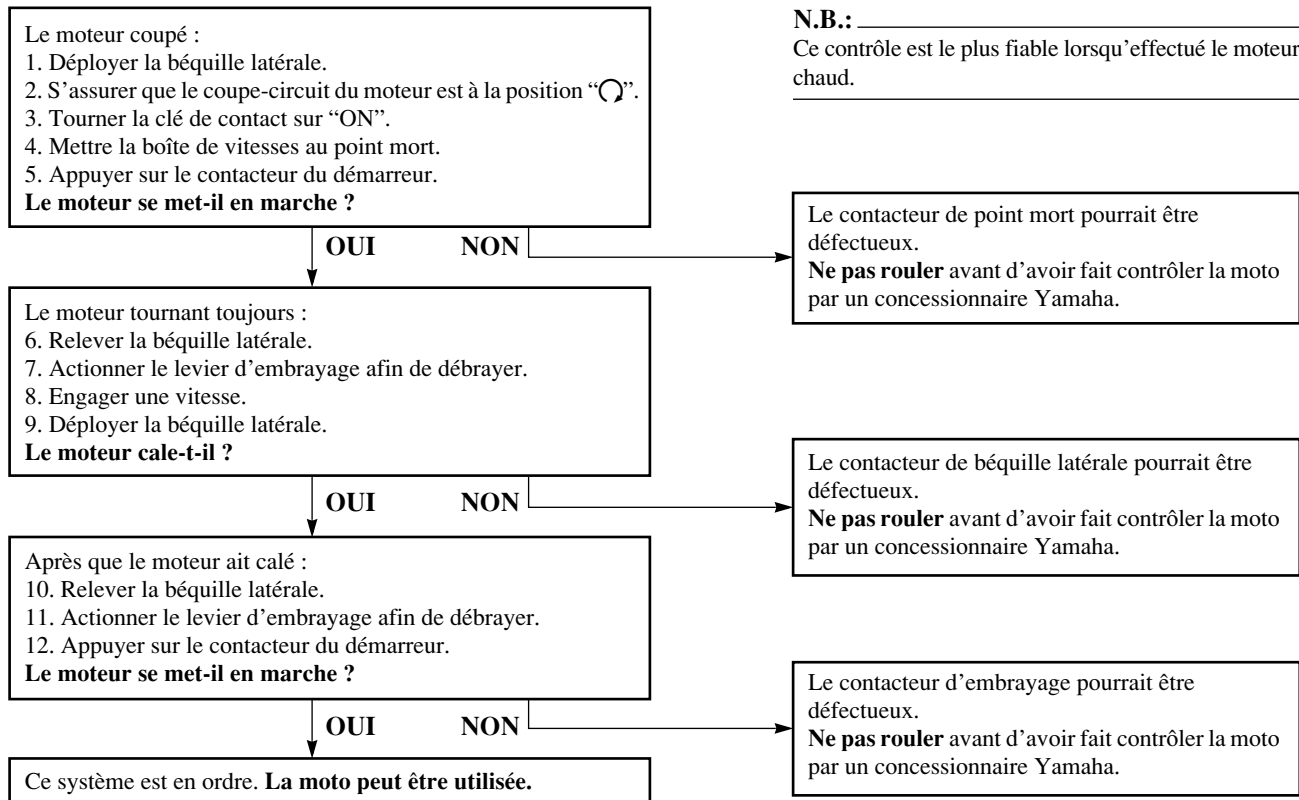 Le moteur coupé :
1. Déployer la béquille latérale.
2. S’assurer que le coupe-circuit du moteur est à la position “”.
3. Tourner la clé de contact sur “ON”.
4. Mettre la boîte de vitesses au point mort.
5. Appuyer sur le contacteur du démarreur.
Le moteur se met-il en marche ?
N.B.:
Ce contrôle est le plus fiable lorsqu’effectué le moteur
chaud.
OUI NON
Le contacteur de point mort pourrait être
défectueux.
Ne pas rouler avant d’avoir fait contrôler la moto
par un concessionnaire Yamaha.
Le moteur tournant toujours :
6. Relever la béquille latérale.
7. Actionner le levier d’embrayage afin de débrayer.
8. Engager une vitesse.
9. Déployer la béquille latérale.
Le moteur cale-t-il ?
OUI NON
Le contacteur de béquille latérale pourrait être
défectueux.
Ne pas rouler avant d’avoir fait contrôler la moto
par un concessionnaire Yamaha.
Après que le moteur ait calé :
10. Relever la béquille latérale.
11. Actionner le levier d’embrayage afin de débrayer.
12. Appuyer sur le contacteur du démarreur.
Le moteur se met-il en marche ?
OUI NON
Le contacteur d’embrayage pourrait être
défectueux.
Ne pas rouler avant d’avoir fait contrôler la moto
par un concessionnaire Yamaha.
Ce système est en ordre. La moto peut être utilisée.